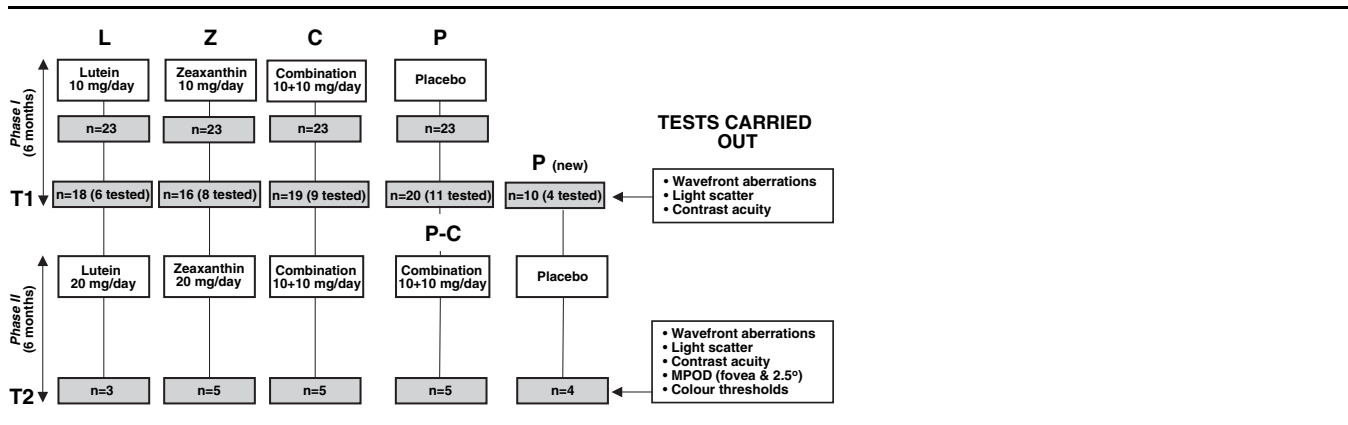 L Z C P
Lutein
10 mg/day
Zeaxanthin
10 mg/day
Combination
10+10 mg/day
Placebo
Phase I
(6 months)
n=23
n=23
n=23
n=23
TESTS CARRIED
OUT
P (new)
T1
n=18 (6 tested)
n=16 (8 tested)
n=19 (9 tested)
n=20 (11 tested)
n=10 (4 tested)
• Wavefront aberrations
• Light scatter
• Contrast acuity
P-C
Phase II
(6 months)
Lutein
20 mg/day
Zeaxanthin
20 mg/day
Combination
10+10 mg/day
Combination
10+10 mg/day
Placebo
• Wavefront aberrations
• Light scatter
• Contrast acuity
• MPOD (fovea & 2.5º)
• Colour thresholds
T2
n=3
n=5
n=5
n=5
n=4